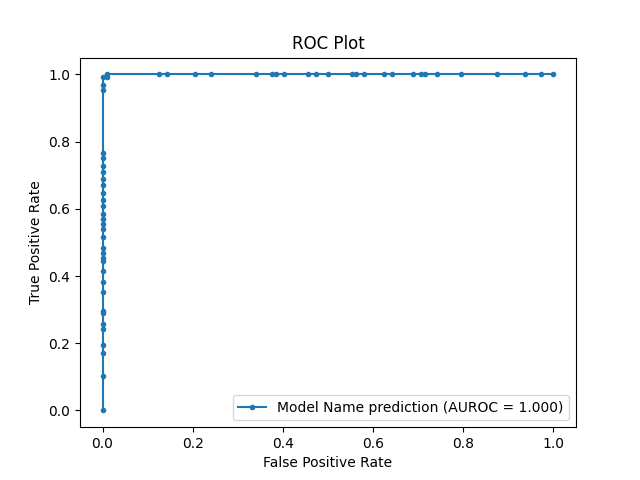 ROC Plot
1.0
0.8
0.6
0.4
0.2
0.0
True Positive Rate
Model Name prediction (AUROC = 1.000)
0.0 0.2 0.4 0.6 0.8 1.0
False Positive Rate